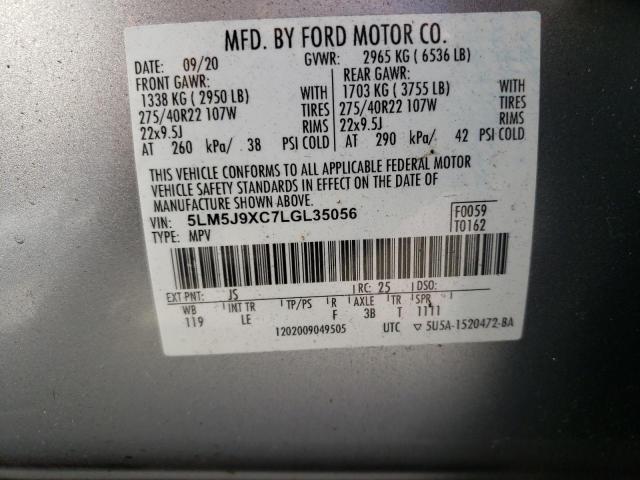 MFD. BY FORD MOTOR CO.
DATE: 09/20 GVWR: 2965 KG ( 6536 LB)
FRONT GAWR: REAR GAWR:
1338 KG ( 2950 LB) WITH 1703 KG ( 3755 LB) WITH
275/40R22 107W TIRES 275/40R22 107W TIRES
22x9.5J RIMS 22x9.5J RIMS
AT 260 kPa/ 38 PSI COLD AT 290 kPa/ 42 PSI COLD
THIS VEHICLE CONFORMS TO ALL APPLICABLE FEDERAL MOTOR
VEHICLE SAFETY STANDARDS IN EFFECT ON THE DATE OF
MANUFACTURE SHOWN ABOVE.
VIN: 5LM5J9XC7LGL35056 F0059
TYPE: MPV T0162
EXT PNT: JS RC: 25 DSO:
WB INT TR TP/PS R AXLE TR SPR
119 LE F 3B T 1111
1202009049505 UTC ▽ 5U5A-1520472-BA